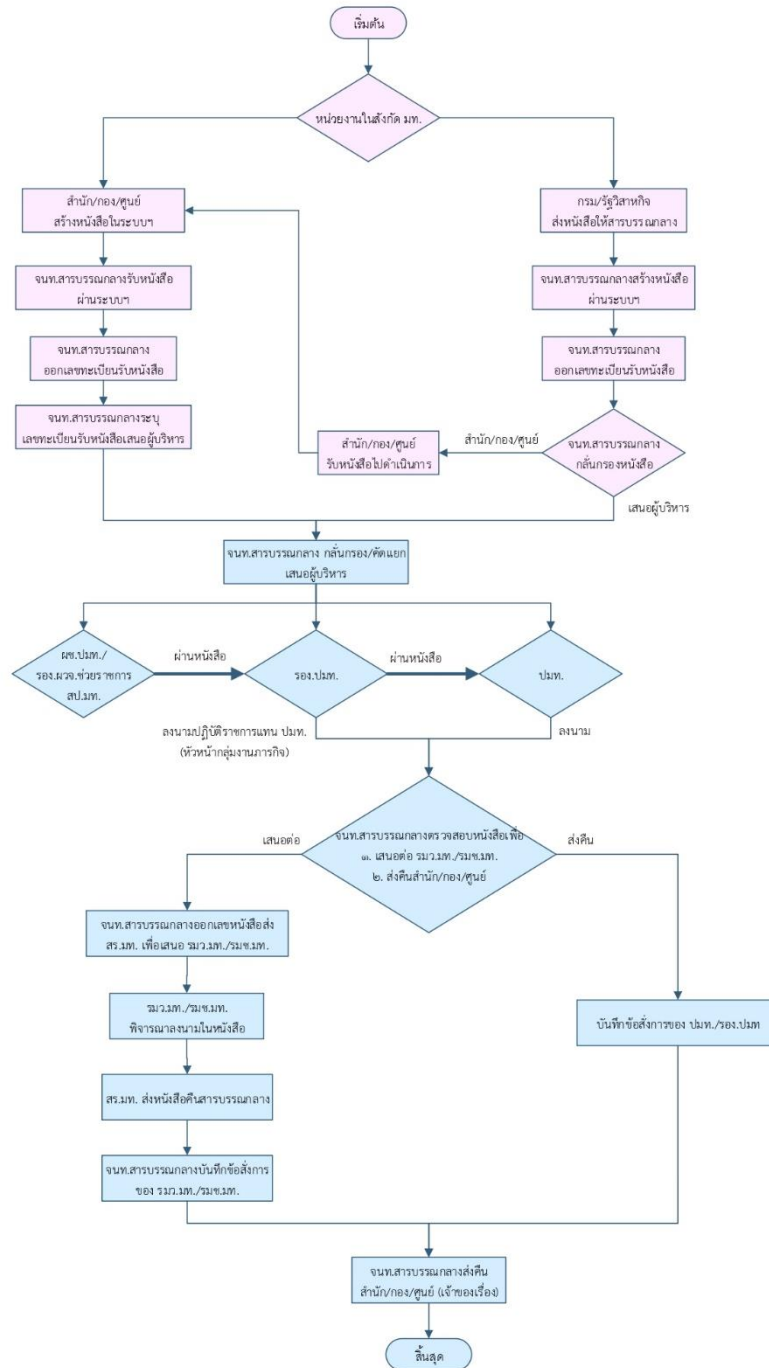 เริ่มต้น
หน่วยงานในสังกัด มท.
สำนัก/กอง/ศูนย์
สร้างหนังสือในระบบฯ
กรม/รัฐวิสาหกิจ
ส่งหนังสือให้สารบรรณกลาง
จนท.สารบรรณกลางรับหนังสือ
ผ่านระบบฯ
จนท.สารบรรณกลางสร้างหนังสือ
ผ่านระบบฯ
จนท.สารบรรณกลาง
ออกเลขทะเบียนรับหนังสือ
จนท.สารบรรณกลาง
ออกเลขทะเบียนรับหนังสือ
จนท.สารบรรณกลางระบุ
เลขทะเบียนรับหนังสือเสนอผู้บริหาร
สำนัก/กอง/ศูนย์
รับหนังสือไปดำเนินการ
สำนัก/กอง/ศูนย์
จนท.สารบรรณกลาง
กลั่นกรองหนังสือ
เสนอผู้บริหาร
จนท.สารบรรณกลาง กลั่นกรอง/คัดแยก
เสนอผู้บริหาร
ผช.ปมท./
รอง.ผวจ.ช่วยราชการ
สป.มท.
ผ่านหนังสือ
รอง.ปมท.
ผ่านหนังสือ
ปมท.
ลงนามปฏิบัติราชการแทน ปมท.
(หัวหน้ากลุ่มงานภารกิจ)
ลงนาม
เสนอต่อ
จนท.สารบรรณกลางตรวจสอบหนังสือเพื่อ
๑. เสนอต่อ รมว.มท./รมช.มท.
๒. ส่งคืนสำนัก/กอง/ศูนย์
ส่งคืน
จนท.สารบรรณกลางออกเลขหนังสือส่ง
สร.มท. เพื่อเสนอ รมว.มท./รมช.มท.
รมว.มท./รมช.มท.
พิจารณาลงนามในหนังสือ
บันทึกข้อสั่งการของ ปมท./รอง.ปมท
สร.มท. ส่งหนังสือคืนสารบรรณกลาง
จนท.สารบรรณกลางบันทึกข้อสั่งการ
ของ รมว.มท./รมช.มท.
จนท.สารบรรณกลางส่งคืน
สำนัก/กอง/ศูนย์ (เจ้าของเรื่อง)
สิ้นสุด